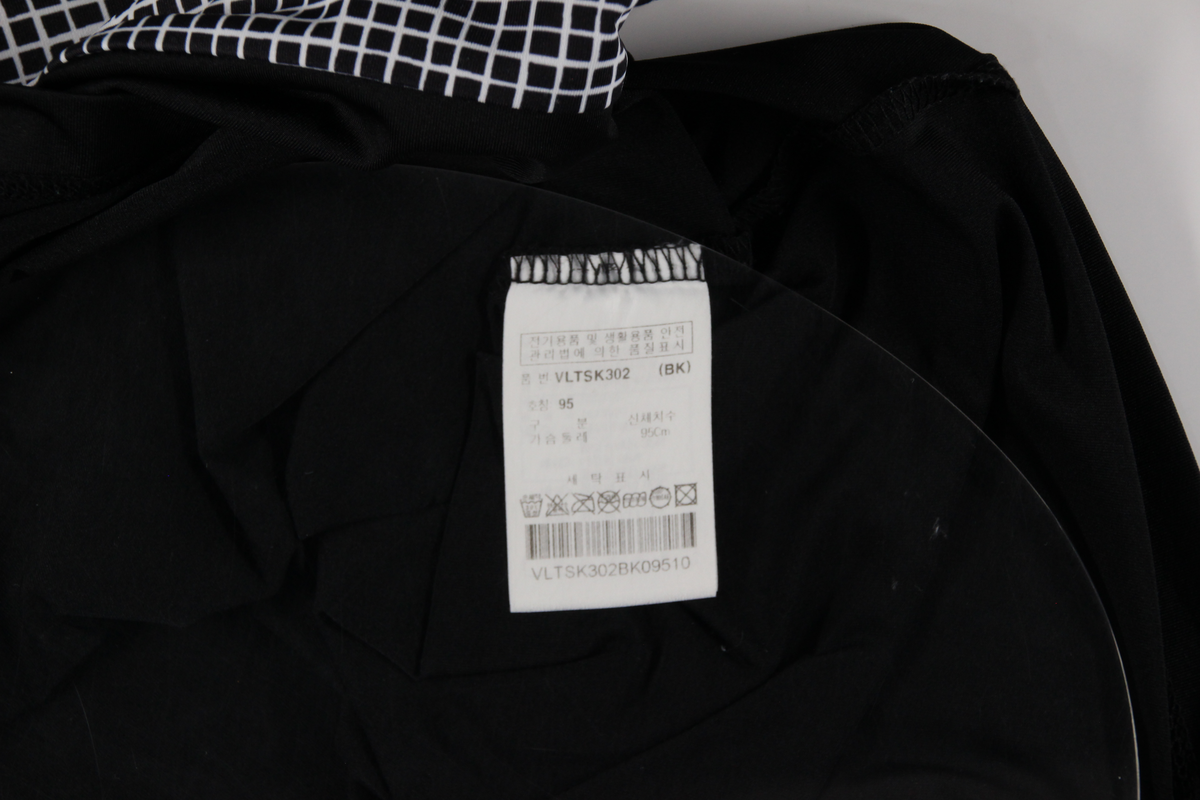 전기용품 및 생활용품 안전
관리법에 의한 품질표시
품 번 VLTSK302 (BK)
호칭 95
구 분 신체치수
가슴둘레 95Cm
세 탁 표 시
VLTSK302BK09510